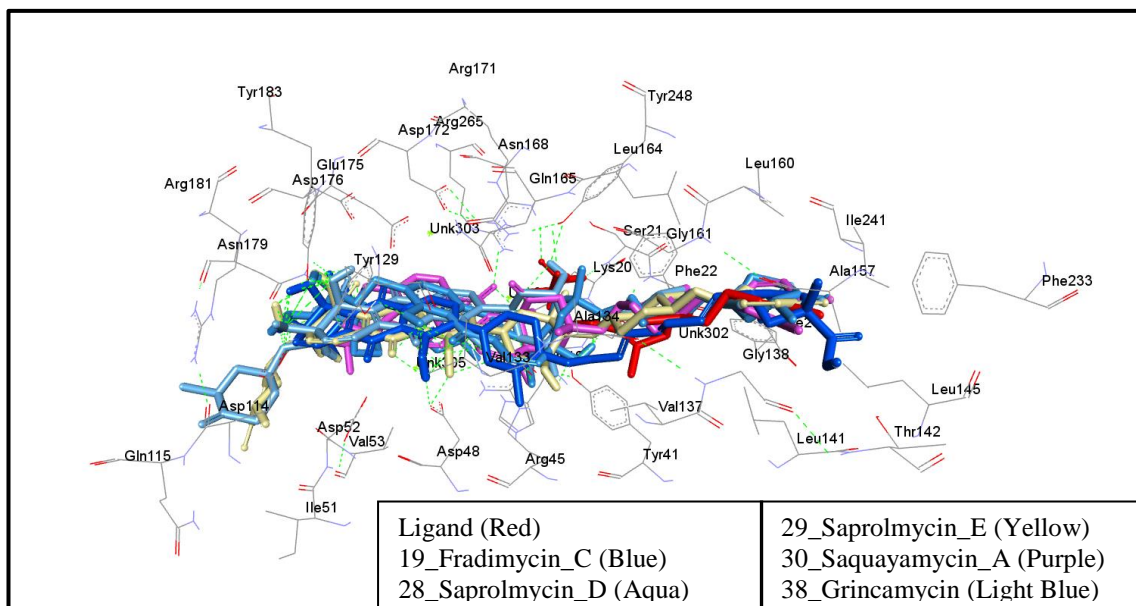 Arg171
Tyr183
Tyr248
Arg265
Asp172
Asn168
Glu175
Leu164
Leu160
Arg181
Asp176
Gln165
Ile241
Unk303
Ser21
Gly161
Asn179
Tyr129
Lys20
Phe22
Ala157
Phe233
Ala134
Unk302
Val133
Gly138
Leu145
Asp114
Val137
Asp52
Leu141
Thr142
Gln115
Val53
Asp48
Arg45
Tyr41
Ile51
Ligand (Red)
19_Fradimycin_C (Blue)
28_Saprolmycin_D (Aqua)
29_Saprolmycin_E (Yellow)
30_Saquayamycin_A (Purple)
38_Grincamycin (Light Blue)